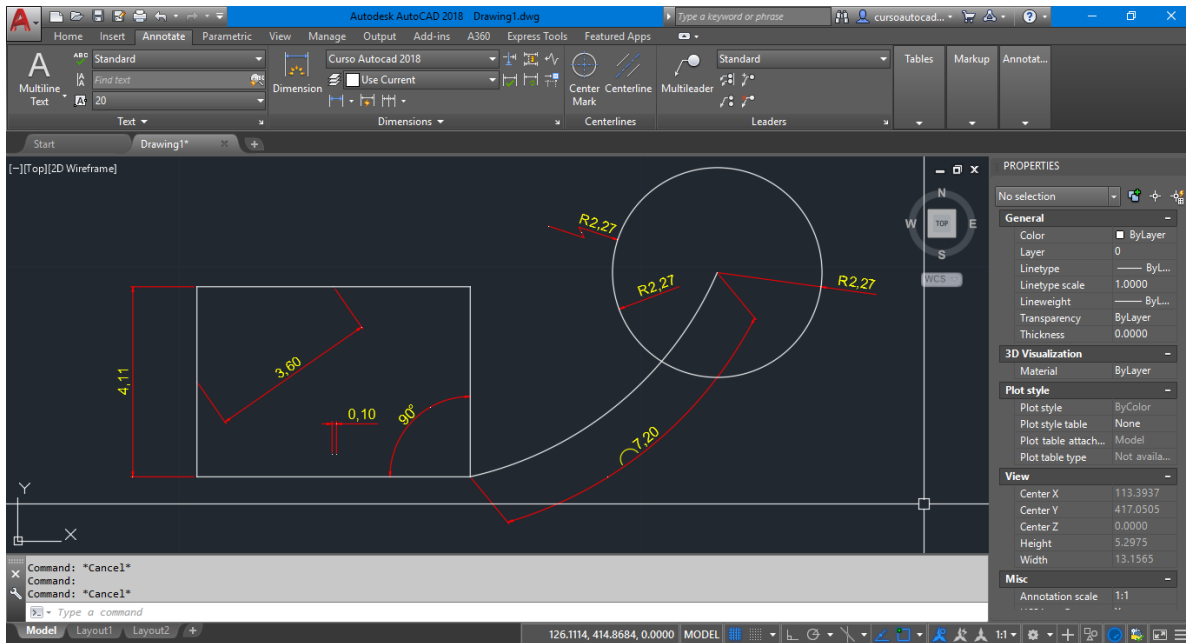 Autodesk AutoCAD 2018 Drawing1.dwg
Type a keyword or phrase
cursoautocad...
Home Insert Annotate Parametric View Manage Output Add-ins A360 Express Tools Featured Apps
A
Multiline
Text
ABC Standard
Find text
20
Text
Dimension
Curso Autocad 2018
Use Current
Dimensions
Center
Mark
Centerline
Centerlines
Multileader
Standard
Leaders
Tables
Markup
Annotat...
Start
Drawing1*
[−][Top][2D Wireframe]
N
W TOP E
S
WCS
R2,27
R2,27
R2,27
4,11
3,60
0,10
90°
7,20
Y
X
PROPERTIES
No selection
General
Color ByLayer
Layer 0
Linetype ByL...
Linetype scale 1.0000
Lineweight ByL...
Transparency ByLayer
Thickness 0.0000
3D Visualization
Material ByLayer
Plot style
Plot style ByColor
Plot style table None
Plot table attach... Model
Plot table type Not availa...
View
Center X 113.3937
Center Y 417.0505
Center Z 0.0000
Height 5.2975
Width 13.1565
Misc
Annotation scale 1:1
Command: *Cancel*
Command:
Command: *Cancel*
Type a command
Model Layout1 Layout2 +
126.1114, 414.8684, 0.0000 MODEL 1:1